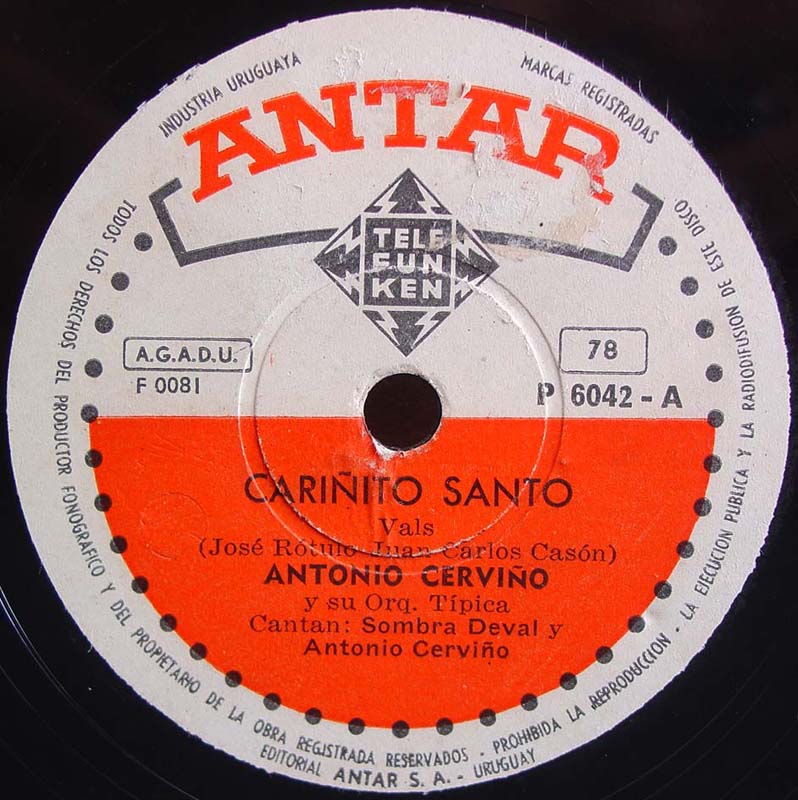 INDUSTRIA URUGUAYA
MARCAS REGISTRADAS
ANTAR
TELE
FUN
KEN
A.G.A.D.U.
F 0081
78
P 6042 - A
CARIÑITO SANTO
Vals
(José Rótulo-Juan Carlos Casón)
ANTONIO CERVIÑO
y su Orq. Típica
Cantan: Sombra Deval y
Antonio Cerviño
TODOS LOS DERECHOS DEL PRODUCTOR FONOGRAFICO Y DEL PROPIETARIO DE LA OBRA REGISTRADA RESERVADOS - PROHIBIDA LA REPRODUCCION - LA EJECUCION PUBLICA Y LA RADIODIFUSION DE ESTE DISCO
EDITORIAL ANTAR S. A. - URUGUAY